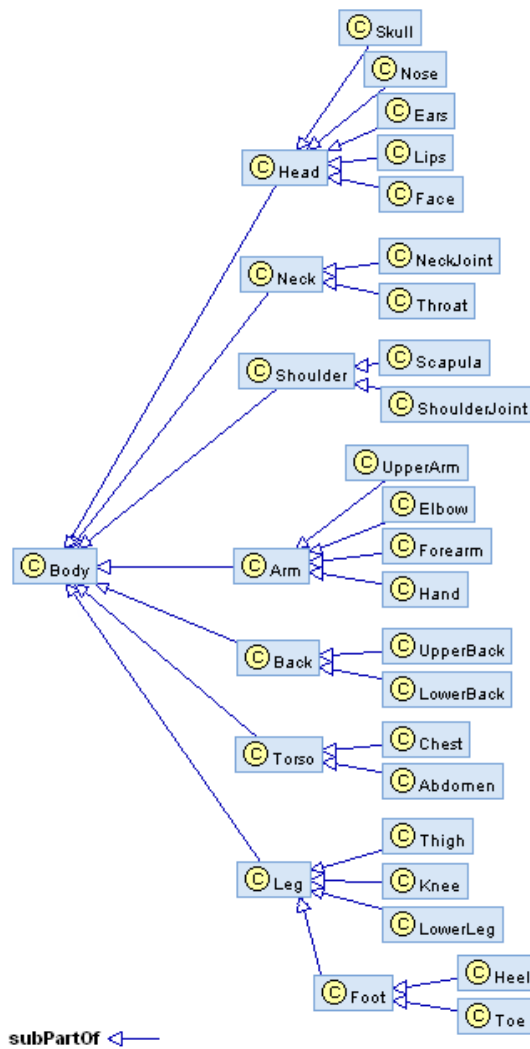 C Skull
C Nose
C Ears
C Head
C Lips
C Face
C NeckJoint
C Neck
C Throat
C Scapula
C Shoulder
C ShoulderJoint
C UpperArm
C Elbow
C Forearm
C Body
C Arm
C Hand
C UpperBack
C Back
C LowerBack
C Chest
C Torso
C Abdomen
C Thigh
C Leg
C Knee
C LowerLeg
C Heel
C Foot
C Toe
subPartOf